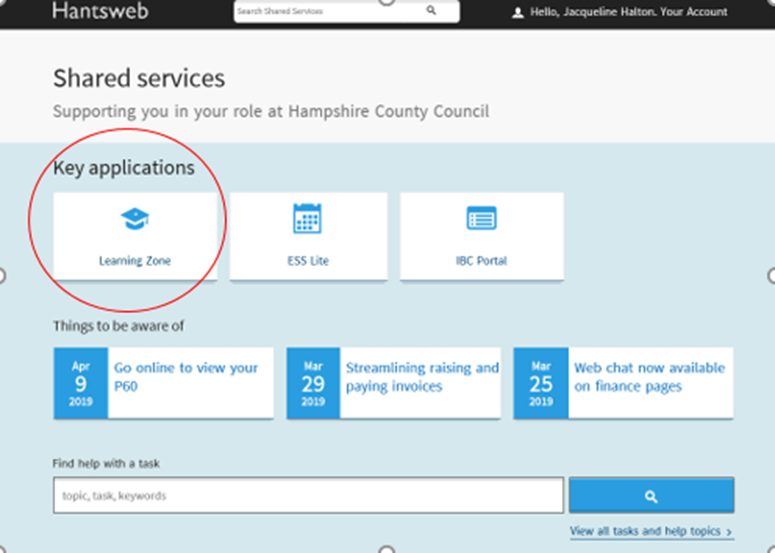 Hantsweb
Search Shared Services
Hello, Jacqueline Halton. Your Account
Shared services
Supporting you in your role at Hampshire County Council
Key applications
Learning Zone
ESS Lite
IBC Portal
Things to be aware of
Apr
9
2019
Go online to view your
P60
Mar
29
2019
Streamlining raising and
paying invoices
Mar
25
2019
Web chat now available
on finance pages
Find help with a task
topic, task, keywords
View all tasks and help topics >